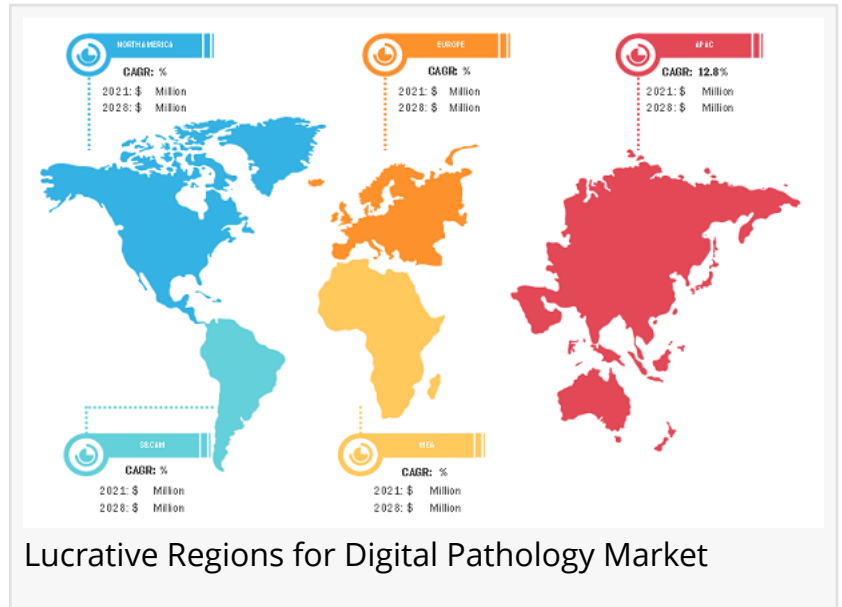 NORTH AMERICA
CAGR: %
2021: $ Million
2028: $ Million
EUROPE
CAGR: %
2021: $ Million
2028: $ Million
APAC
CAGR: 12.8%
2021: $ Million
2028: $ Million
S&CAM
CAGR: %
2021: $ Million
2028: $ Million
MEA
CAGR: %
2021: $ Million
2028: $ Million
Lucrative Regions for Digital Pathology Market